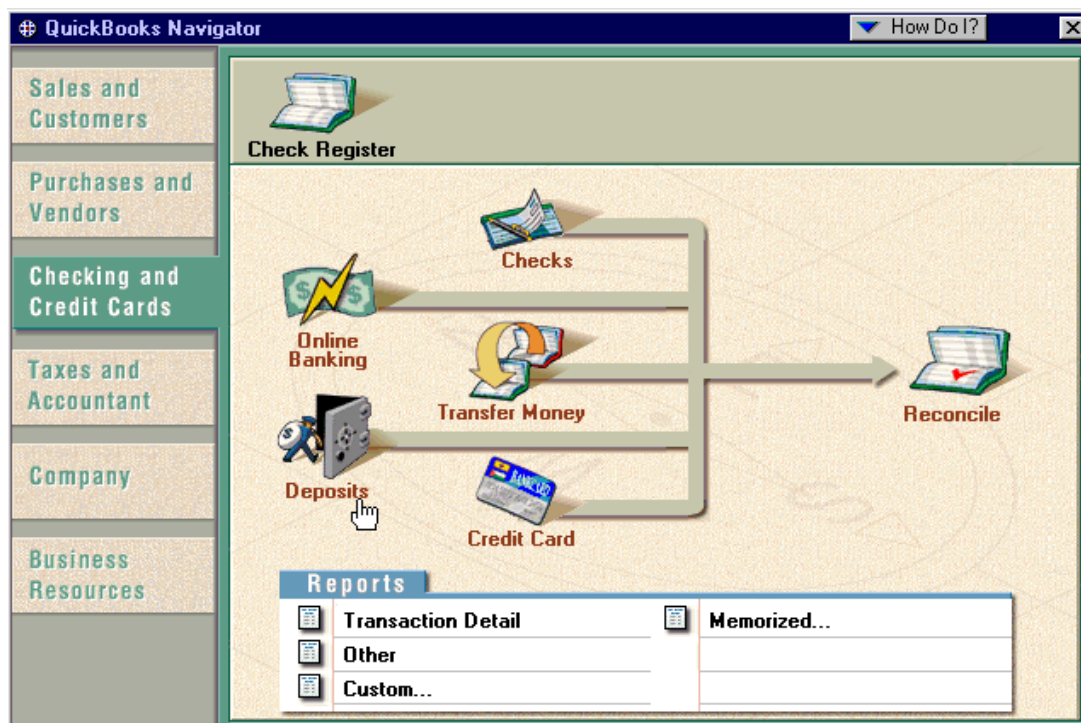 QuickBooks Navigator
How Do I?
Sales and
Customers
Purchases and
Vendors
Checking and
Credit Cards
Taxes and
Accountant
Company
Business
Resources
Check Register
Checks
Online
Banking
Transfer Money
Deposits
BANKCARD
Credit Card
Reconcile
Reports
Transaction Detail
Other
Custom...
Memorized...